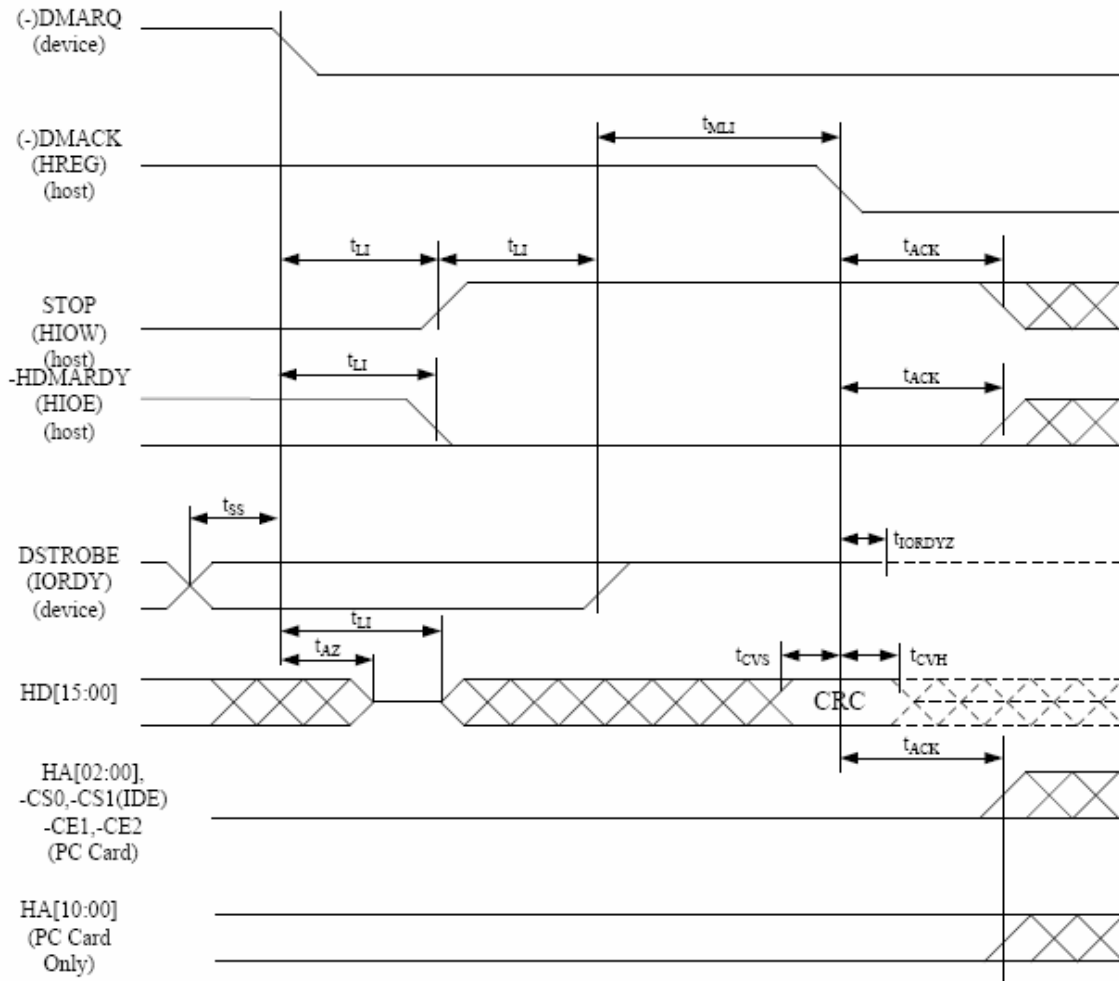 (-)DMARQ
(device)
tMLI
(-)DMACK
(HREG)
(host)
tLI
tLI
tACK
STOP
(HIOW)
(host)
tLI
tACK
-HDMARDY
(HIOE)
(host)
tSS
tIORDYZ
DSTROBE
(IORDY)
(device)
tLI
tAZ
tCVS
tCVH
HD[15:00]
CRC
tACK
HA[02:00],
-CS0,-CS1(IDE)
-CE1,-CE2
(PC Card)
HA[10:00]
(PC Card
Only)